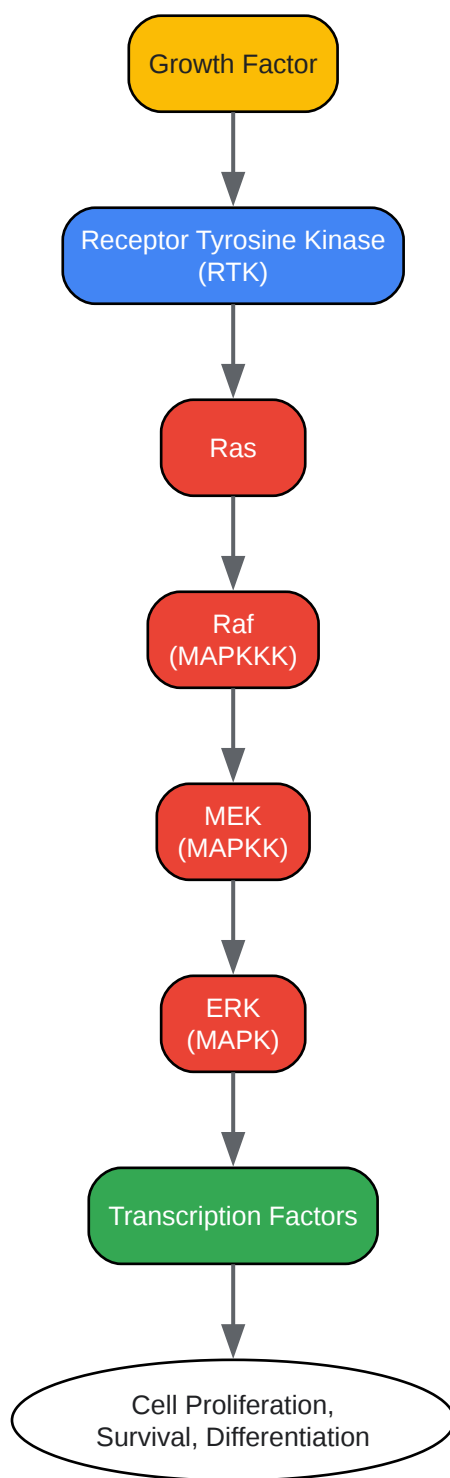 Growth Factor
Receptor Tyrosine Kinase
(RTK)
Ras
Raf
(MAPKKK)
MEK
(MAPKK)
ERK
(MAPK)
Transcription Factors
Cell Proliferation,
Survival, Differentiation